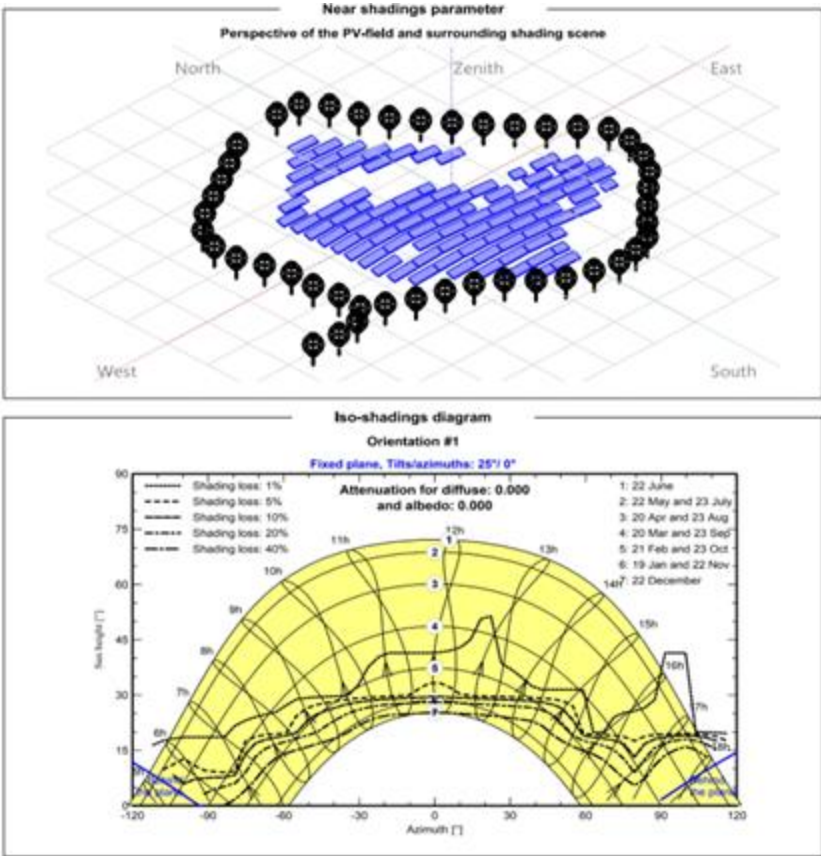 Near shadings parameter
Perspective of the PV-field and surrounding shading scene
North
Zenith
East
West
South
Iso-shadings diagram
Orientation #1
Fixed plane, Tilts/azimuths: 25°/ 0°
Attenuation for diffuse: 0.000
and albedo: 0.000
Shading loss: 1%
Shading loss: 5%
Shading loss: 10%
Shading loss: 20%
Shading loss: 40%
1: 22 June
2: 22 May and 23 July
3: 20 Apr and 23 Aug
4: 20 Mar and 23 Sep
5: 21 Feb and 23 Oct
6: 19 Jan and 22 Nov
7: 22 December
90
75
60
45
30
15
0
Sun height [°]
6h
7h
8h
9h
10h
11h
12h
13h
14h
15h
16h
1
2
3
4
5
7
-120
-90
-60
-30
0
30
60
90
120
Azimuth [°]